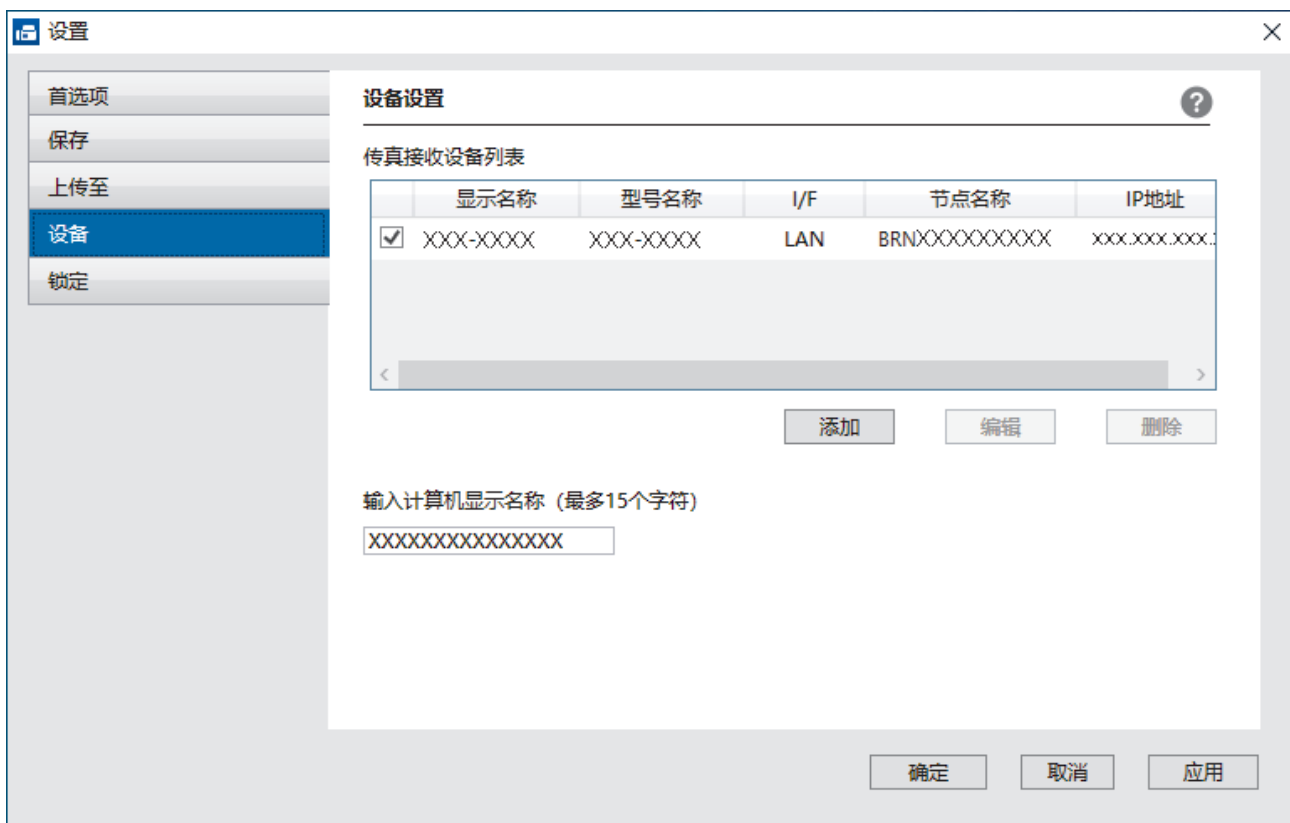 设置
首选项
保存
上传至
设备
锁定
设备设置
?
传真接收设备列表
显示名称 型号名称 I/F 节点名称 IP地址
XXX-XXXX XXX-XXXX LAN BRNXXXXXXXXX xxx.xxx.xxx.
添加 编辑 删除
输入计算机显示名称（最多15个字符）
XXXXXXXXXXXXXXX
确定 取消 应用